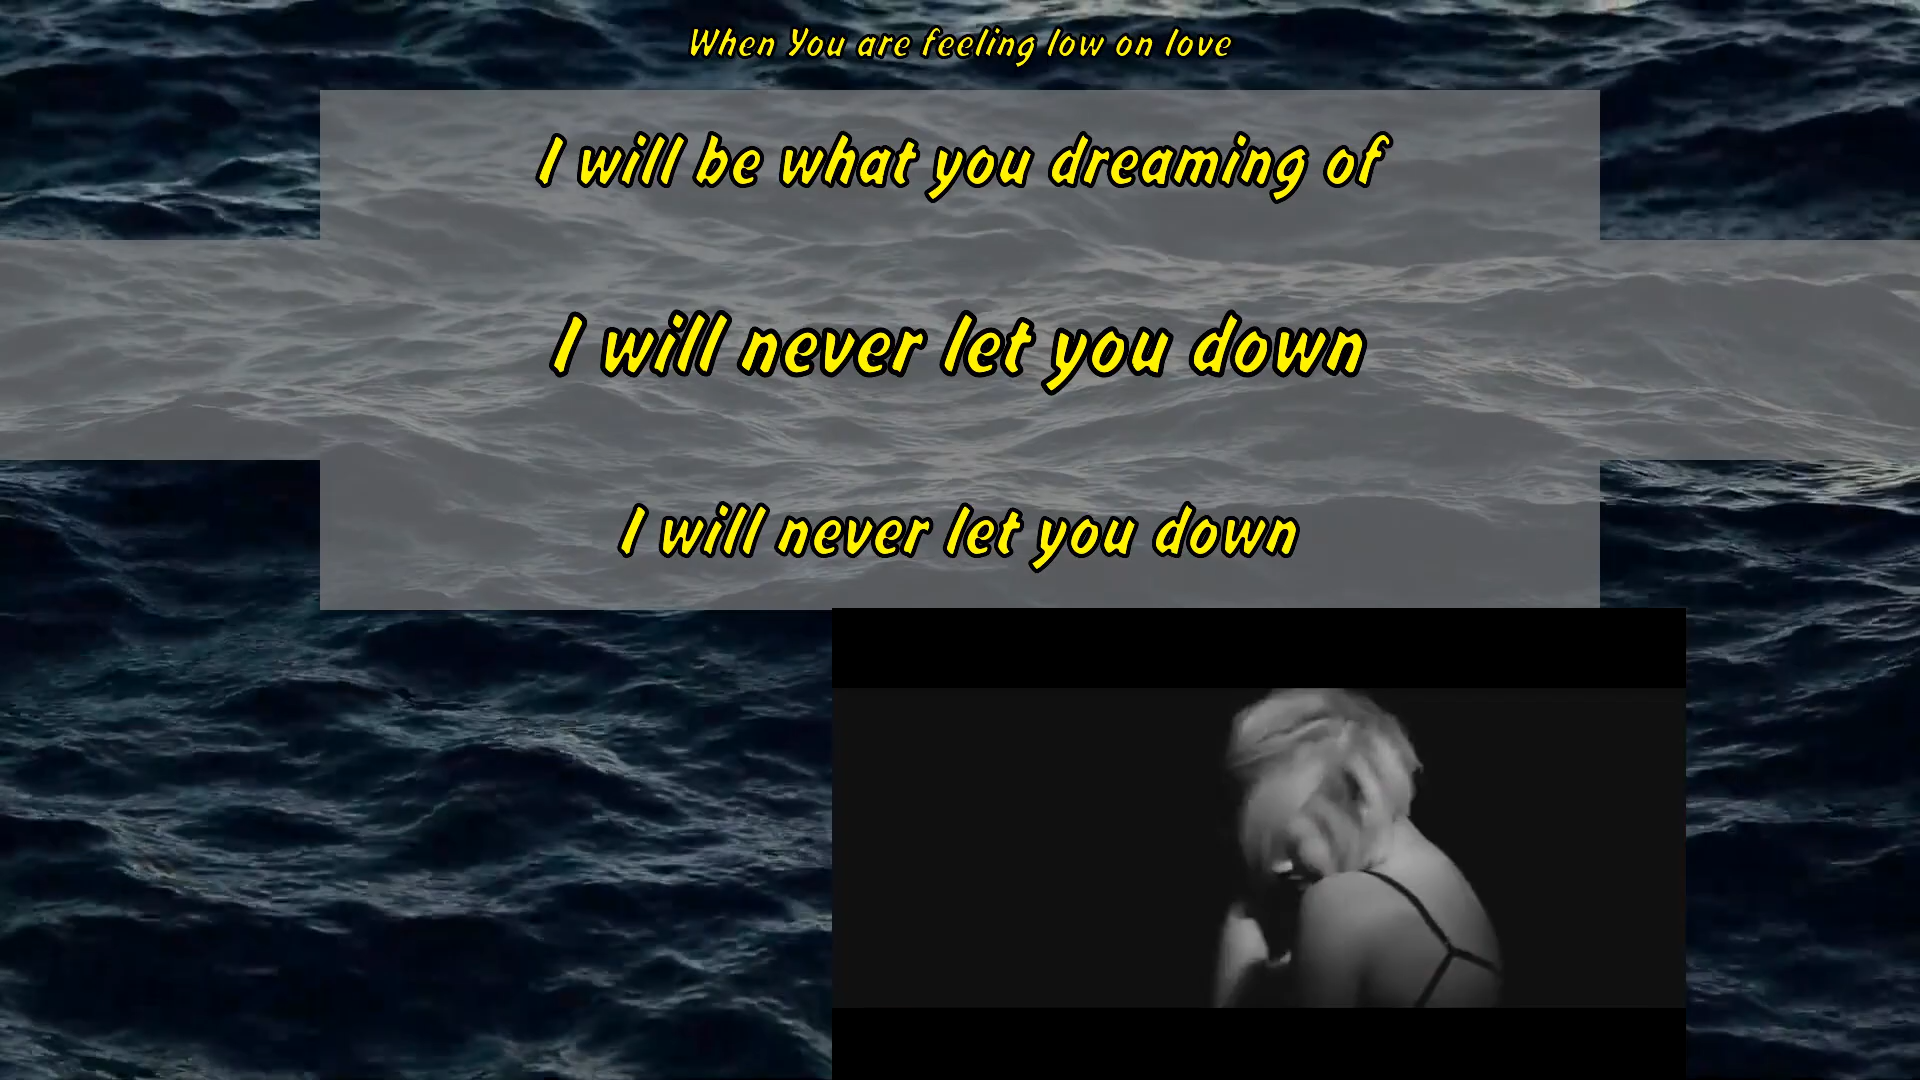 When You are feeling low on love
I will be what you dreaming of
I will never let you down
I will never let you down